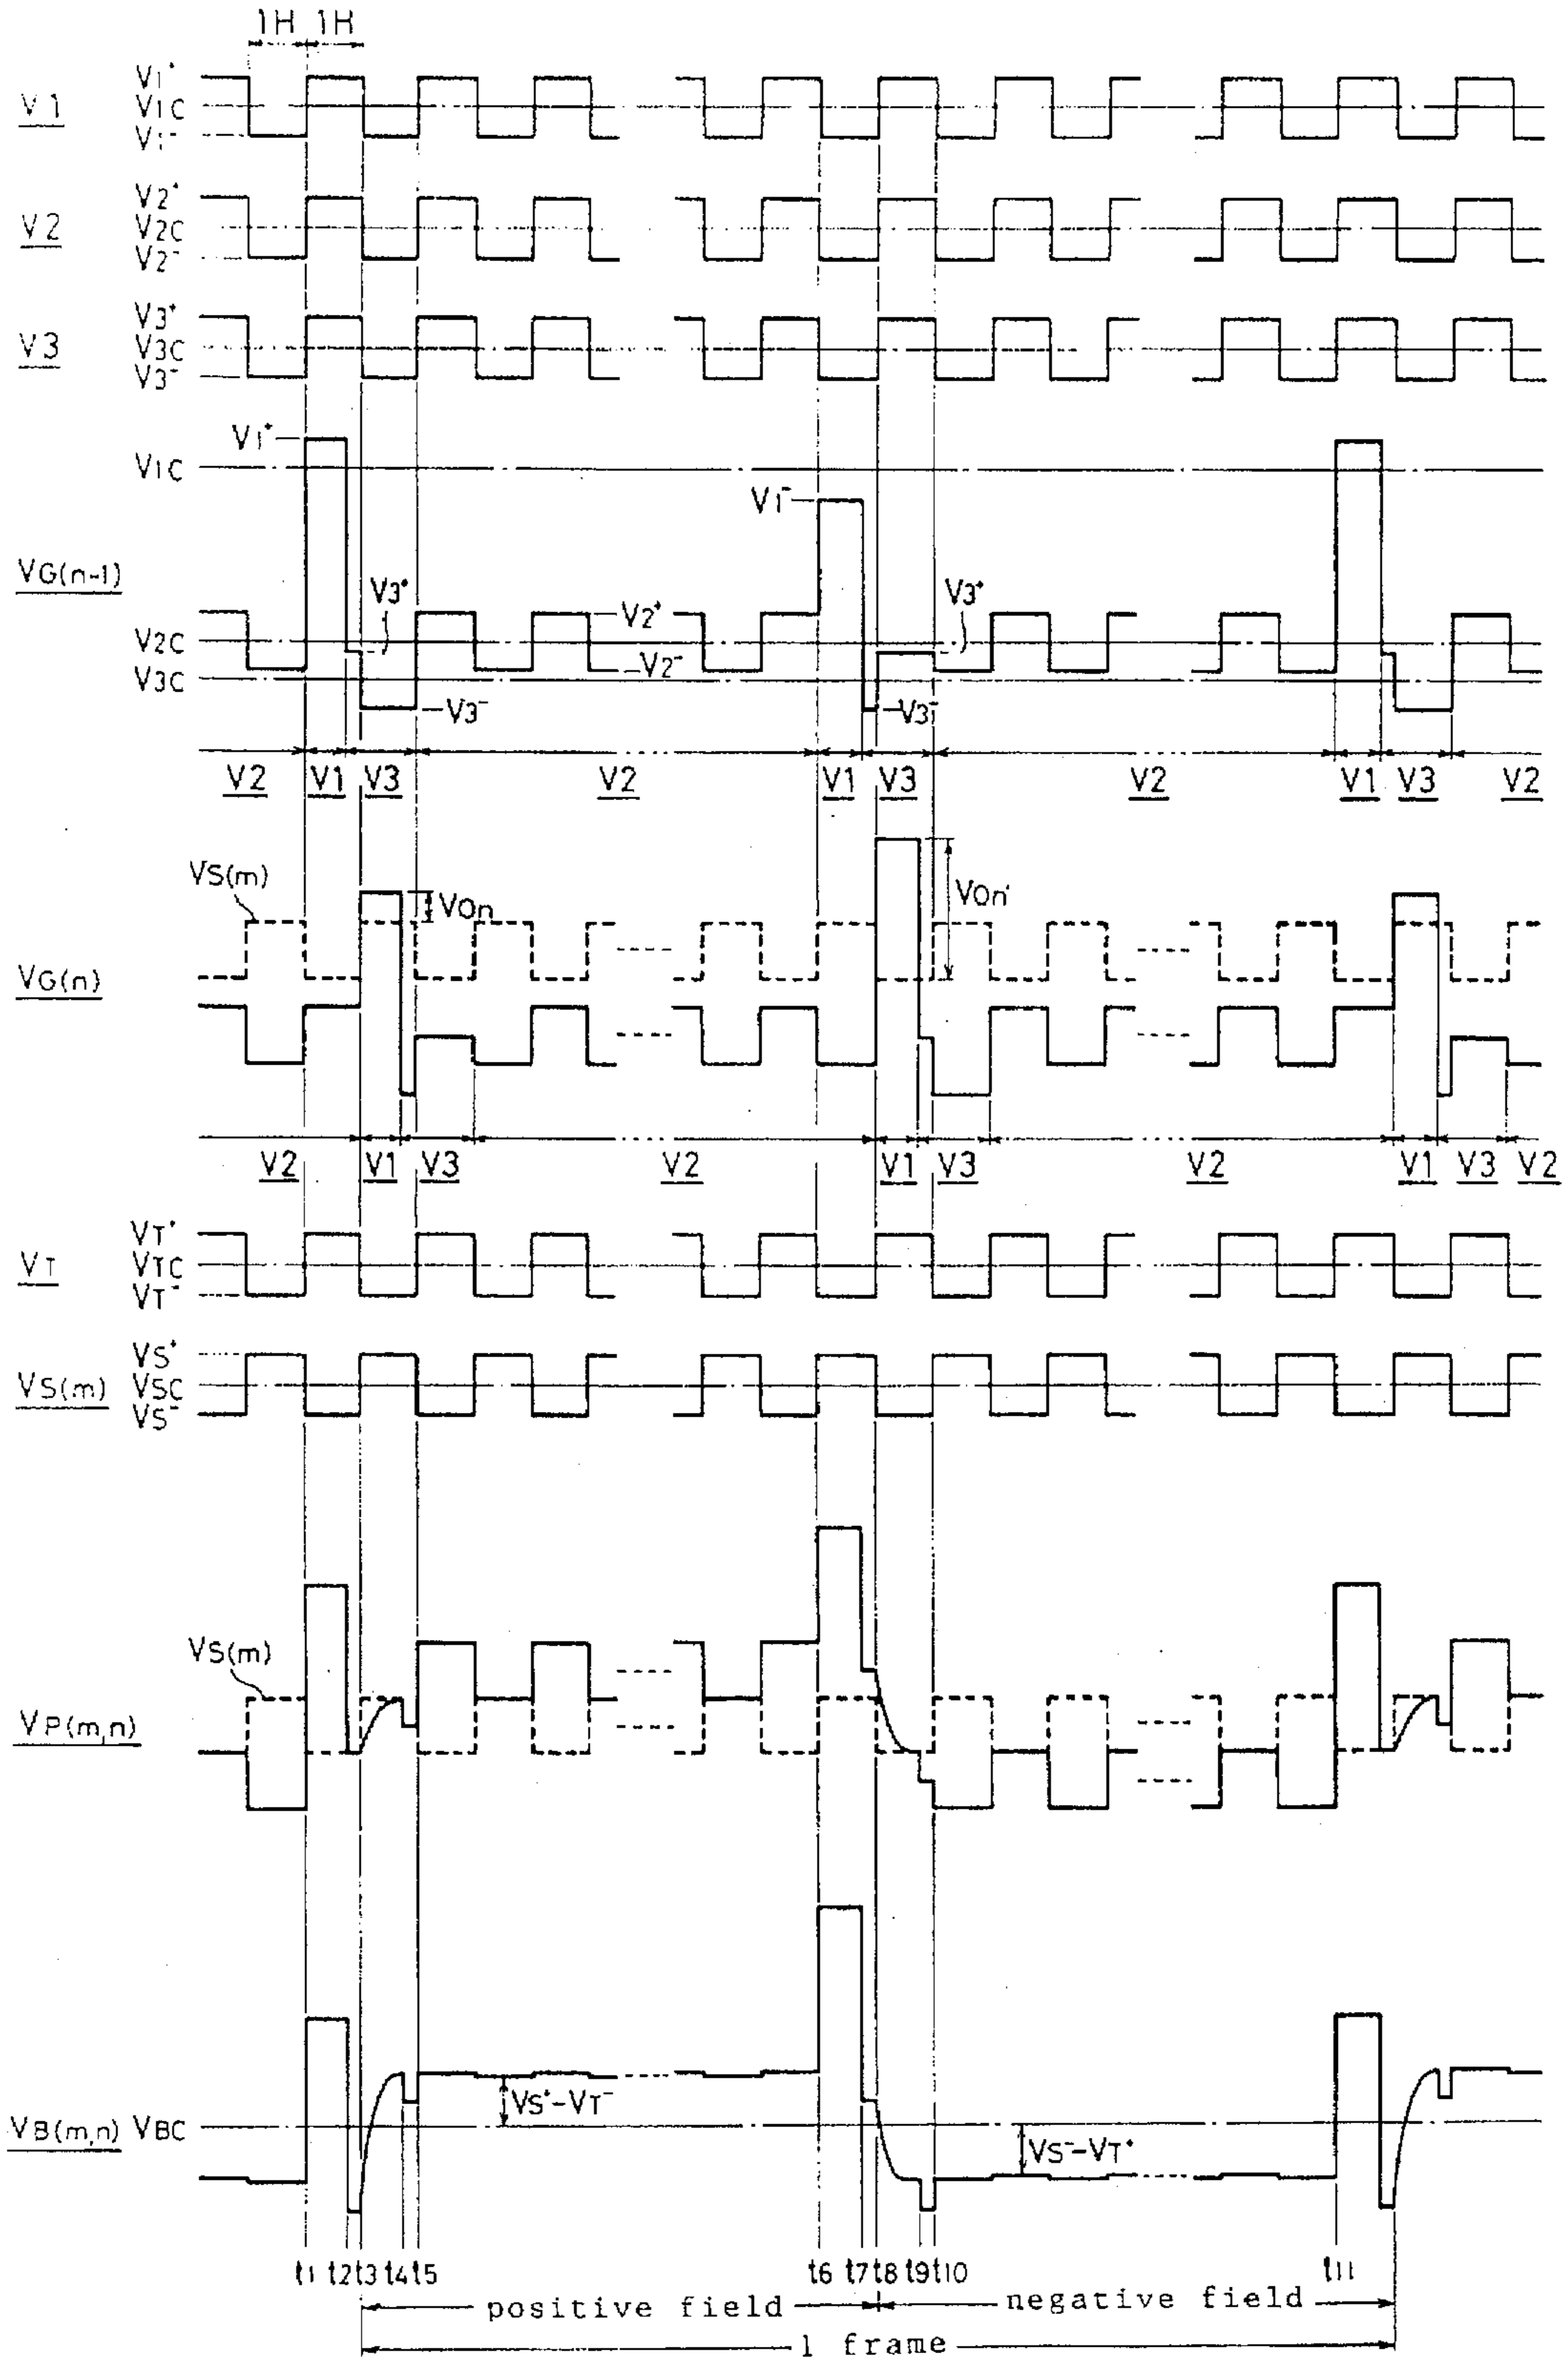 1H 1H
V1 V1⁺
V1C
V1⁻
V2 V2⁺
V2C
V2⁻
V3 V3⁺
V3C
V3⁻
V1⁺
V1C
V1⁻
VG(n-1)
V3⁺ V2⁺ V3⁺
V2C
V2⁻
V3C
V3⁻ V3⁻
V2 V1 V3 V2 V1 V3 V2 V1 V3 V2
VS(m)
VOn VOn'
VG(n)
V2 V1 V3 V2 V1 V3 V2 V1 V3 V2
VT VT⁺
VTC
VT⁻
VS(m) VS⁺
VSC
VS⁻
VS(m)
VP(m,n)
VS⁺-VT⁻
VB(m,n) VBC
VS⁻-VT⁺
t1 t2 t3 t4 t5 t6 t7 t8 t9 t10 t11
positive field negative field
1 frame